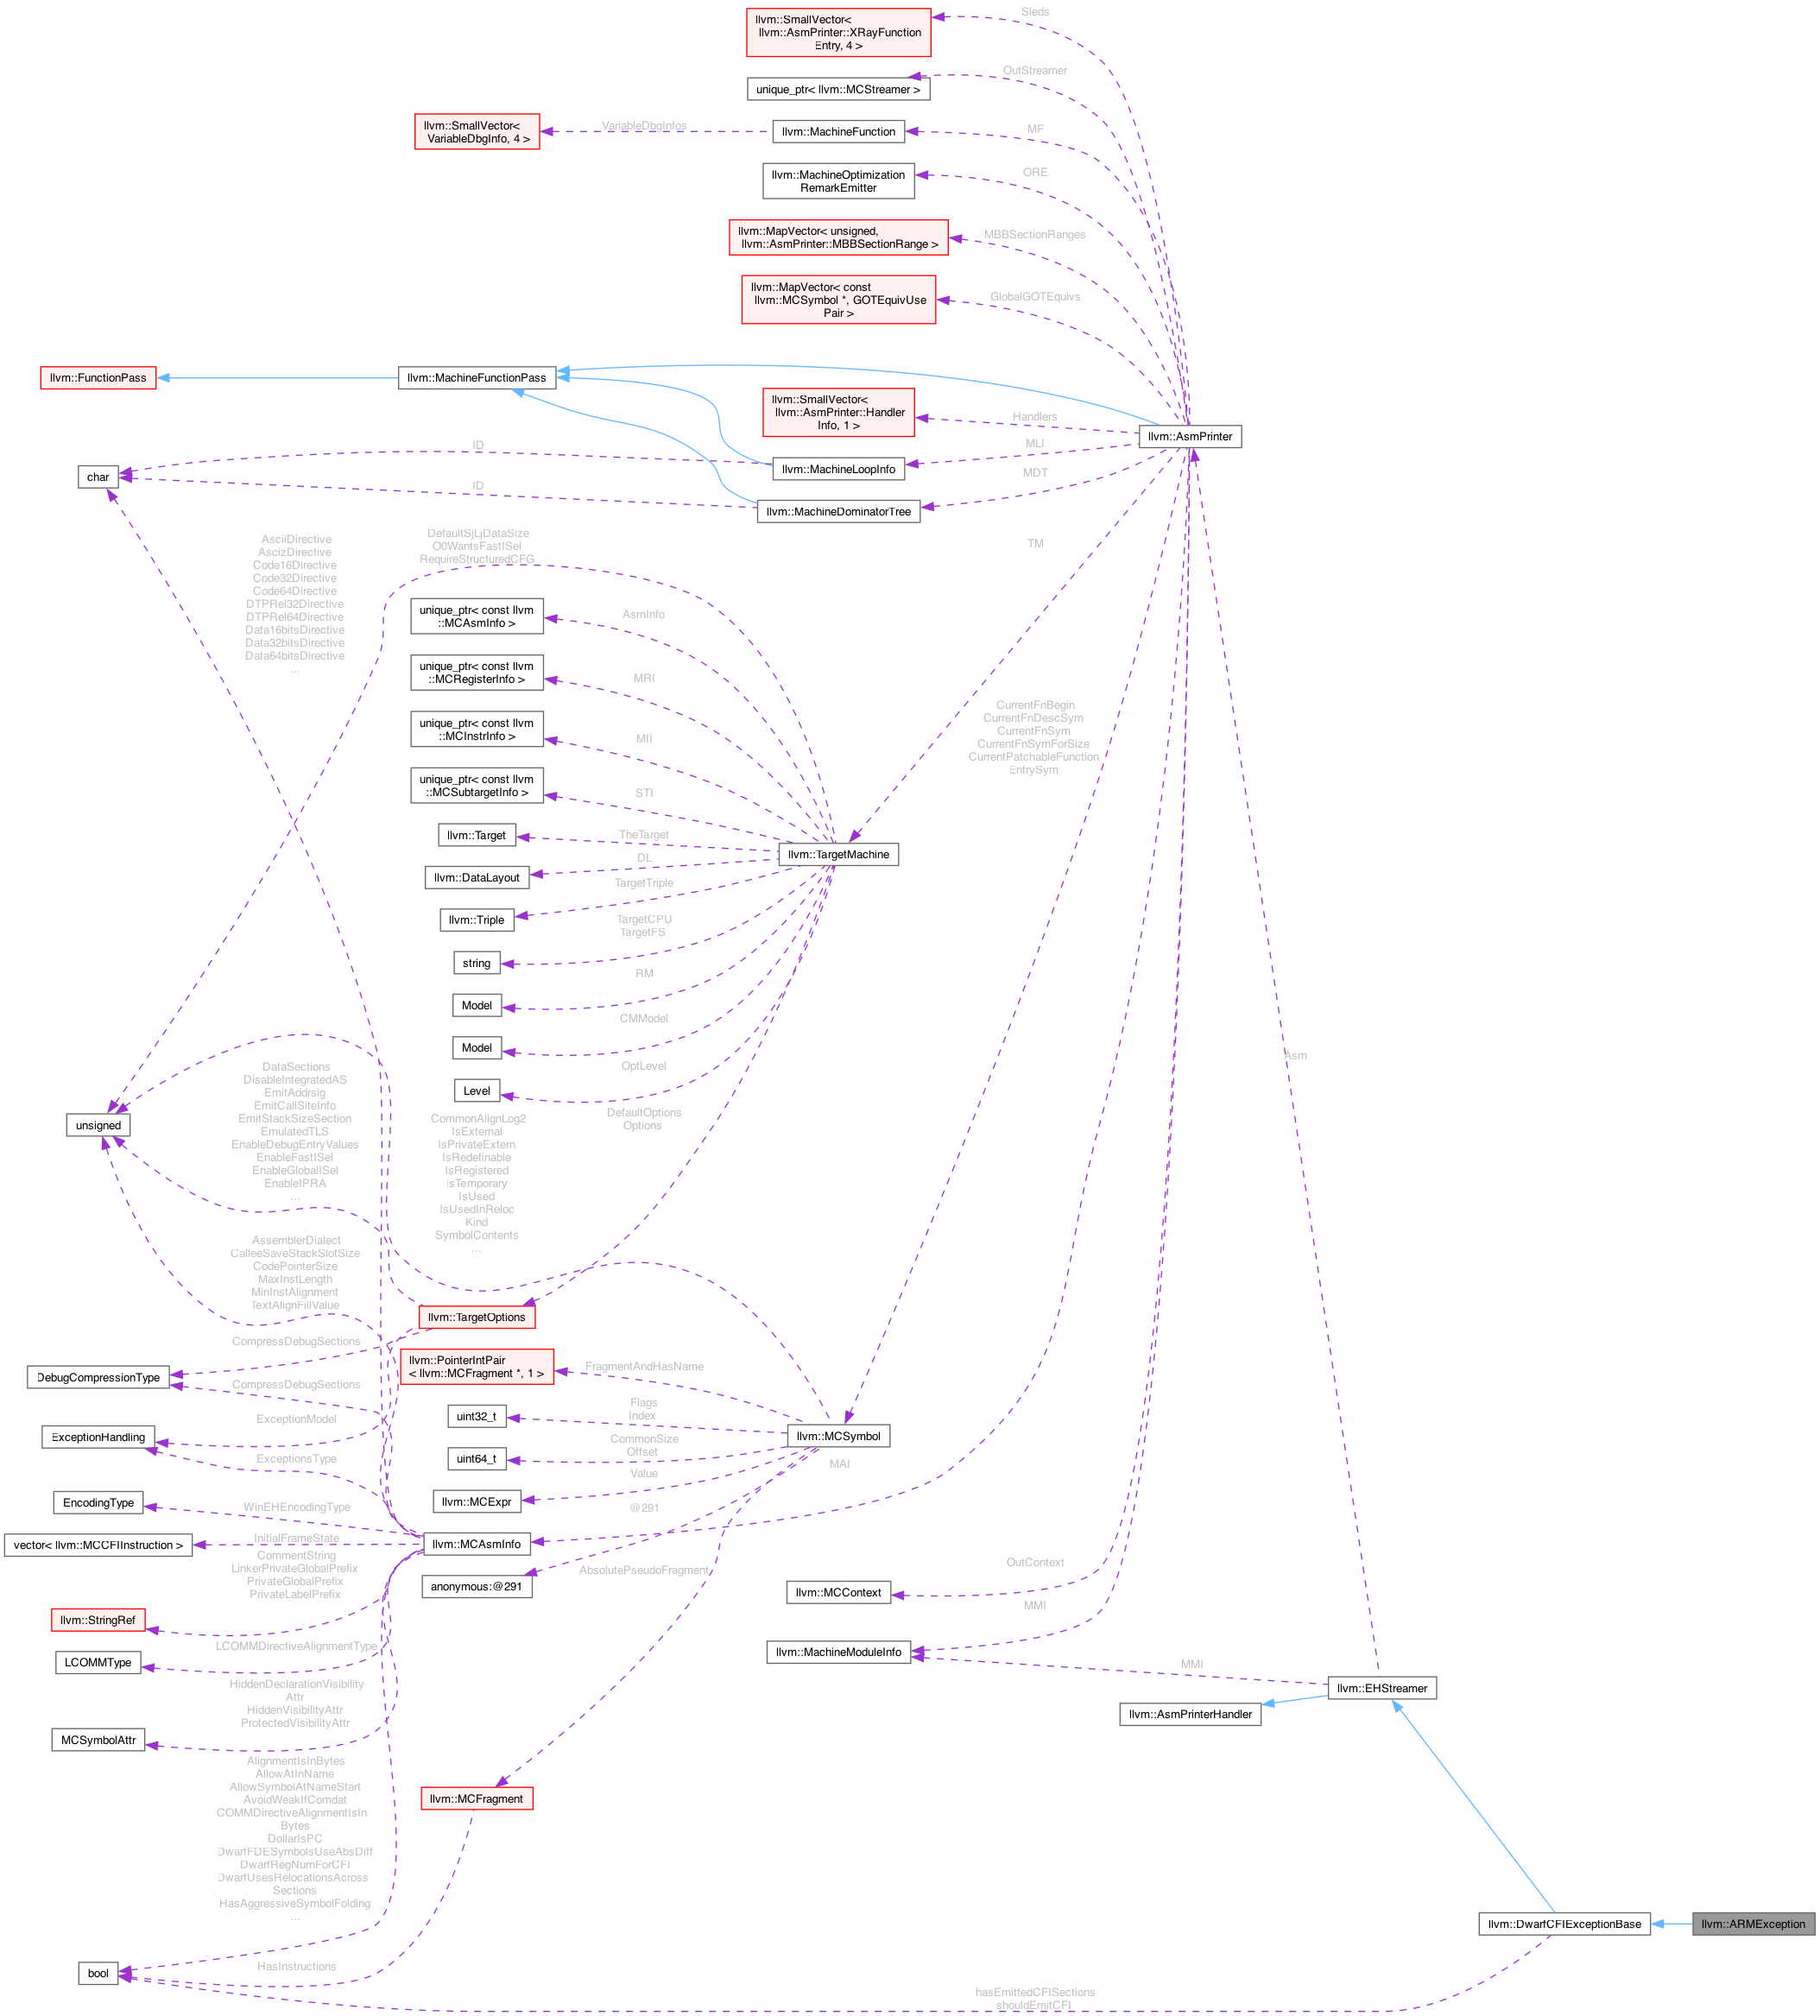 Sleds
llvm::SmallVector<
llvm::AsmPrinter::XRayFunction
Entry, 4 >
OutStreamer
unique_ptr< llvm::MCStreamer >
llvm::SmallVector<
VariableDbgInfo, 4 >
VariableDbgInfos
llvm::MachineFunction
MF
llvm::MachineOptimization
RemarkEmitter
ORE
llvm::MapVector< unsigned,
llvm::AsmPrinter::MBBSectionRange >
MBBSectionRanges
llvm::MapVector< const
llvm::MCSymbol *, GOTEquivUse
Pair >
GlobalGOTEquivs
llvm::FunctionPass
llvm::MachineFunctionPass
llvm::SmallVector<
llvm::AsmPrinter::Handler
Info, 1 >
Handlers
llvm::AsmPrinter
MLI
ID
llvm::MachineLoopInfo
char
MDT
ID
llvm::MachineDominatorTree
AsciiDirective
AscizDirective
Code16Directive
Code32Directive
Code64Directive
DTPRel32Directive
DTPRel64Directive
Data16bitsDirective
Data32bitsDirective
Data64bitsDirective
...
DefaultSjLjDataSize
O0WantsFastISel
RequireStructuredCFG
TM
unique_ptr< const llvm
::MCAsmInfo >
AsmInfo
unique_ptr< const llvm
::MCRegisterInfo >
MRI
unique_ptr< const llvm
::MCInstrInfo >
MII
CurrentFnBegin
CurrentFnDescSym
CurrentFnSym
CurrentFnSymForSize
CurrentPatchableFunction
EntrySym
unique_ptr< const llvm
::MCSubtargetInfo >
STI
llvm::Target
TheTarget
llvm::TargetMachine
llvm::DataLayout
DL
llvm::Triple
TargetTriple
string
TargetCPU
TargetFS
Model
RM
Model
CMModel
Level
OptLevel
Asm
DefaultOptions
Options
unsigned
DataSections
DisableIntegratedAS
EmitAddrsig
EmitCallSiteInfo
EmitStackSizeSection
EmulatedTLS
EnableDebugEntryValues
EnableFastISel
EnableGlobalISel
EnableIPRA
...
CommonAlignLog2
IsExternal
IsPrivateExtern
IsRedefinable
IsRegistered
IsTemporary
IsUsed
IsUsedInReloc
Kind
SymbolContents
...
AssemblerDialect
CalleeSaveStackSlotSize
CodePointerSize
MaxInstLength
MinInstAlignment
TextAlignFillValue
llvm::TargetOptions
CompressDebugSections
DebugCompressionType
CompressDebugSections
llvm::PointerIntPair
< llvm::MCFragment *, 1 >
FragmentAndHasName
ExceptionHandling
ExceptionModel
ExceptionsType
uint32_t
Flags
Index
llvm::MCSymbol
uint64_t
CommonSize
Offset
MAI
llvm::MCExpr
Value
EncodingType
WinEHEncodingType
@291
vector< llvm::MCCFIInstruction >
InitialFrameState
llvm::MCAsmInfo
anonymous:@291
AbsolutePseudoFragment
CommentString
LinkerPrivateGlobalPrefix
PrivateGlobalPrefix
PrivateLabelPrefix
llvm::StringRef
OutContext
llvm::MCContext
MMI
LCOMMType
LCOMMDirectiveAlignmentType
llvm::MachineModuleInfo
MMI
llvm::EHStreamer
HiddenDeclarationVisibility
Attr
HiddenVisibilityAttr
ProtectedVisibilityAttr
MCSymbolAttr
llvm::AsmPrinterHandler
AlignmentIsInBytes
AllowAtInName
AllowSymbolAtNameStart
AvoidWeakIfComdat
COMMDirectiveAlignmentIsIn
Bytes
DollarIsPC
DwarfFDESymbolsUseAbsDiff
DwarfRegNumForCFI
DwarfUsesRelocationsAcross
Sections
HasAggressiveSymbolFolding
...
llvm::MCFragment
llvm::DwarfCFIExceptionBase
llvm::ARMException
bool
HasInstructions
hasEmittedCFISections
shouldEmitCFI